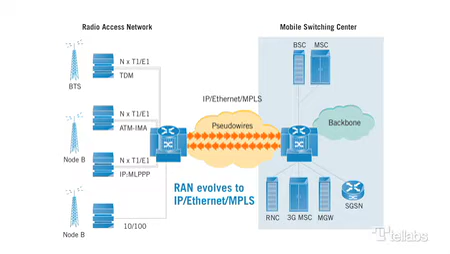 Radio Access Network
Mobile Switching Center
N x T1/E1
BTS
TDM
N x T1/E1
ATM-IMA
Node B
N x T1/E1
IP:MLPPP
Node B
10/100
IP/Ethernet/MPLS
Pseudowires
RAN evolves to
IP/Ethernet/MPLS
BSC
MSC
Backbone
RNC
3G MSC
MGW
SGSN
tellabs